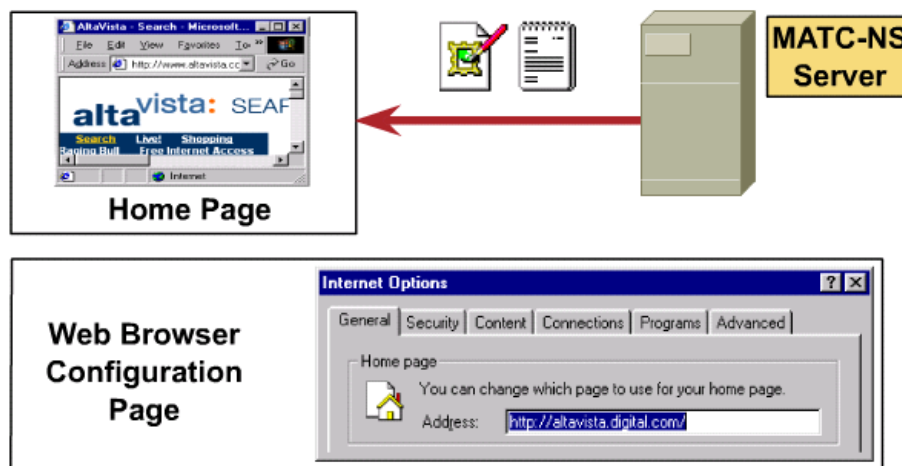 AltaVista - Search - Microsoft...
File Edit View Favorites To »
Address http://www.altavista.cc Go
altavista: SEAF
Search Live! Shopping
Raging Bull Free Internet Access
Internet
Home Page
MATC-NS
Server
Web Browser
Configuration
Page
Internet Options
General Security Content Connections Programs Advanced
Home page
You can change which page to use for your home page.
Address: http://altavista.digital.com/